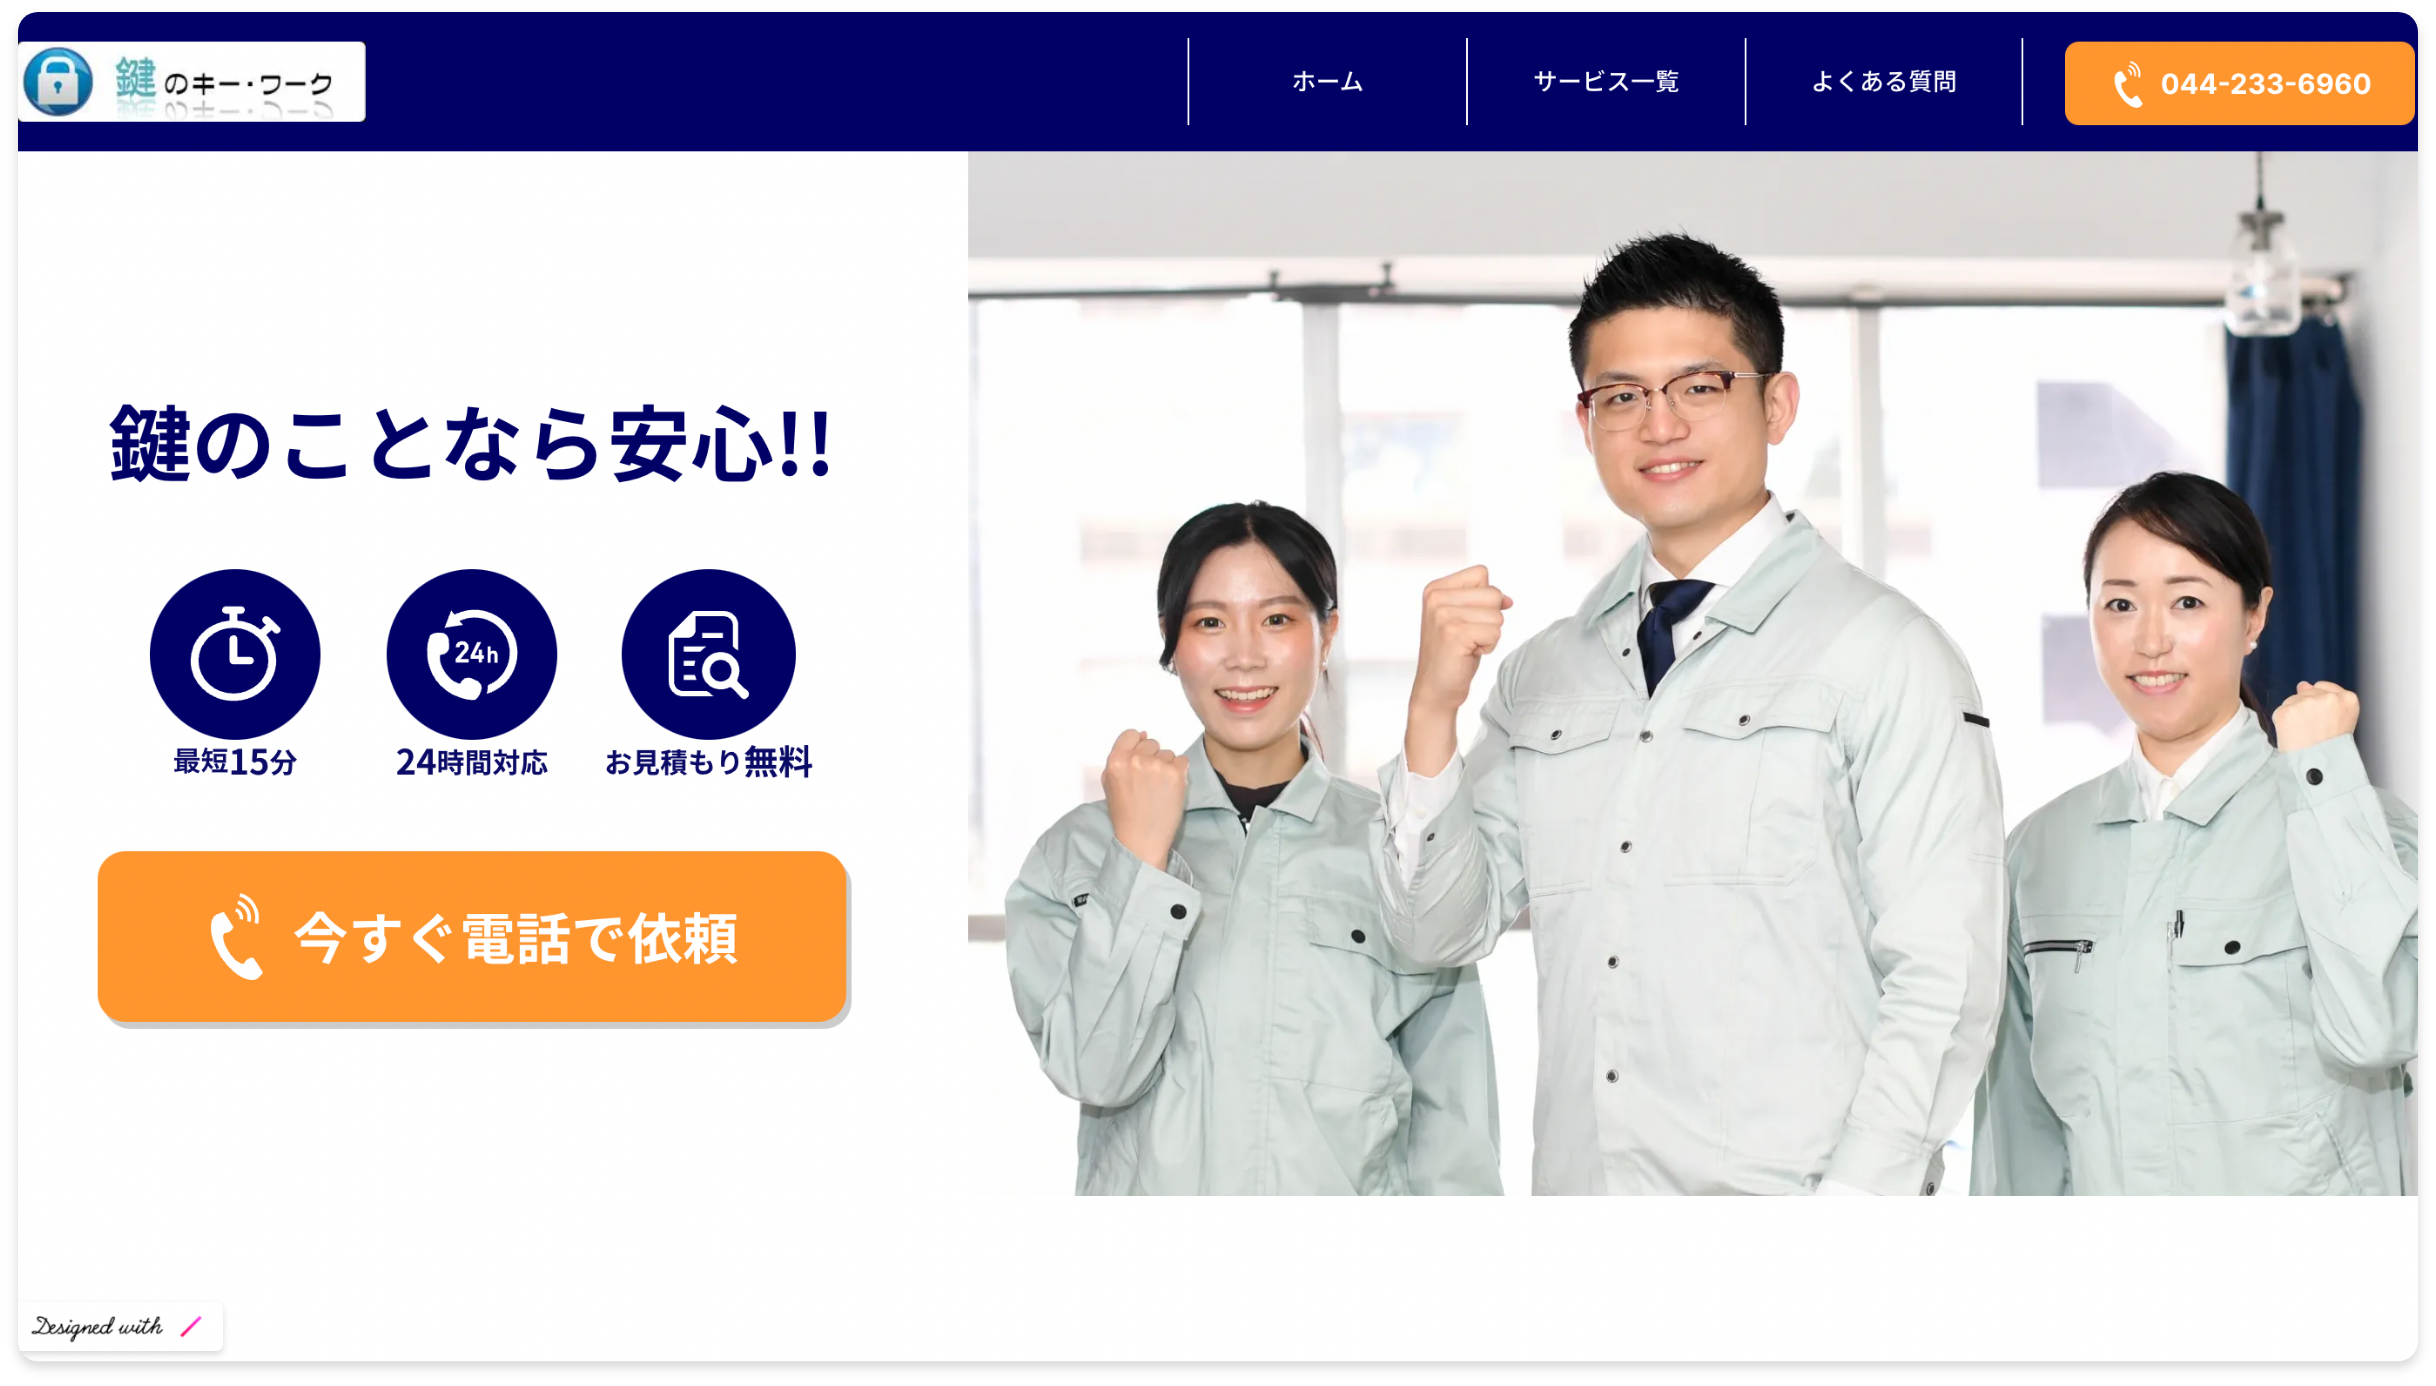 鍵のキー・ワーク
ホーム
サービス一覧
よくある質問
044-233-6960
鍵のことなら安心!!
24h
最短15分
24時間対応
お見積もり無料
今すぐ電話で依頼
Designed with